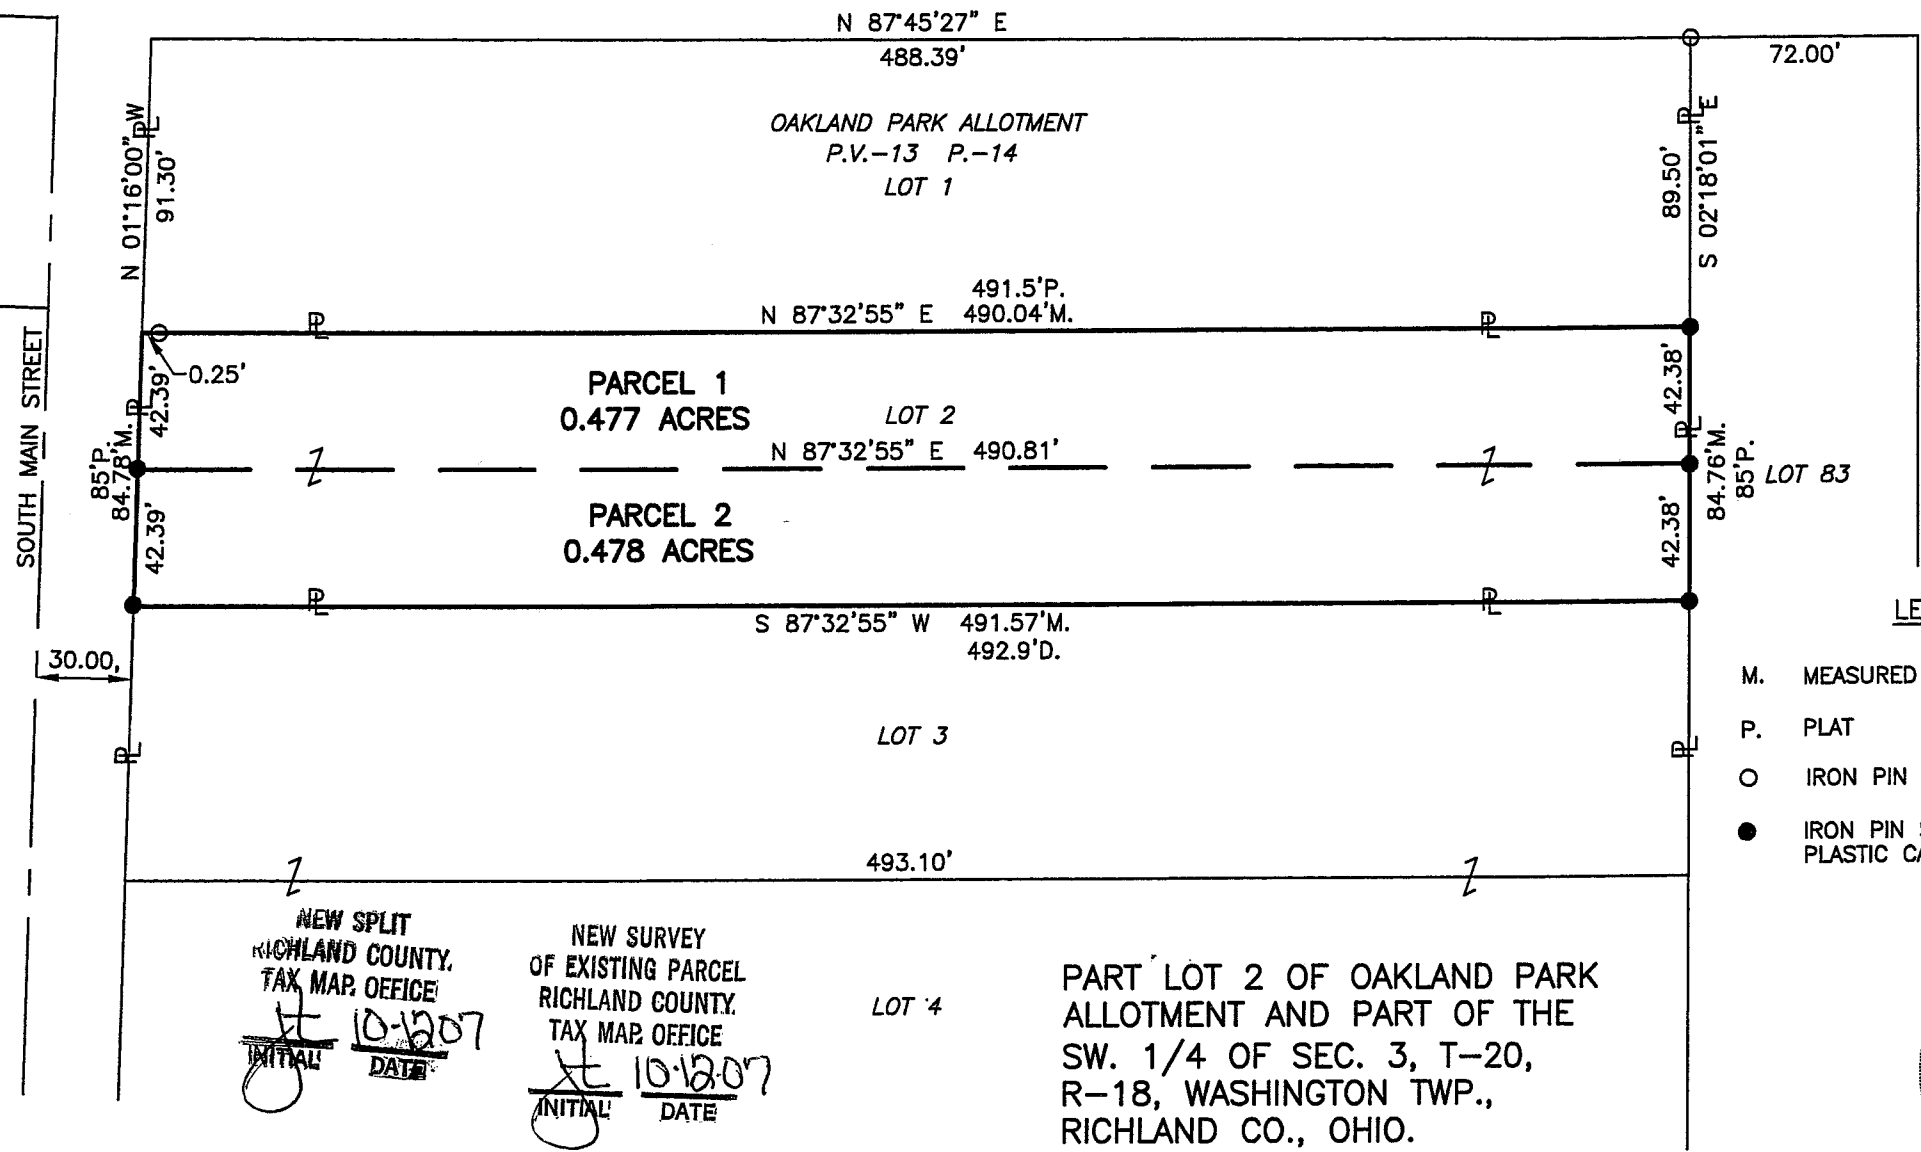 N 87°45'27" E
488.39'
72.00'
OAKLAND PARK ALLOTMENT
P.V.-13 P.-14
LOT 1
N 01°16'00" W
91.30'
89.50'
S 02°18'01" E
491.5'P.
N 87°32'55" E 490.04'M.
0.25'
SOUTH MAIN STREET
42.39'
PARCEL 1
0.477 ACRES
LOT 2
42.38'
N 87°32'55" E 490.81'
85'P.
84.78'M.
84.76'M.
85'P.
LOT 83
42.39'
PARCEL 2
0.478 ACRES
42.38'
S 87°32'55" W 491.57'M.
492.9'D.
30.00,
LE
M. MEASURED
P. PLAT
IRON PIN
IRON PIN
PLASTIC CA
LOT 3
493.10'
NEW SPLIT
RICHLAND COUNTY.
TAX MAP. OFFICE
10-12-07
INITIAL DATE
NEW SURVEY
OF EXISTING PARCEL
RICHLAND COUNTY.
TAX MAP. OFFICE
10-12-07
INITIAL DATE
LOT 4
PART LOT 2 OF OAKLAND PARK
ALLOTMENT AND PART OF THE
SW. 1/4 OF SEC. 3, T-20,
R-18, WASHINGTON TWP.,
RICHLAND CO., OHIO.